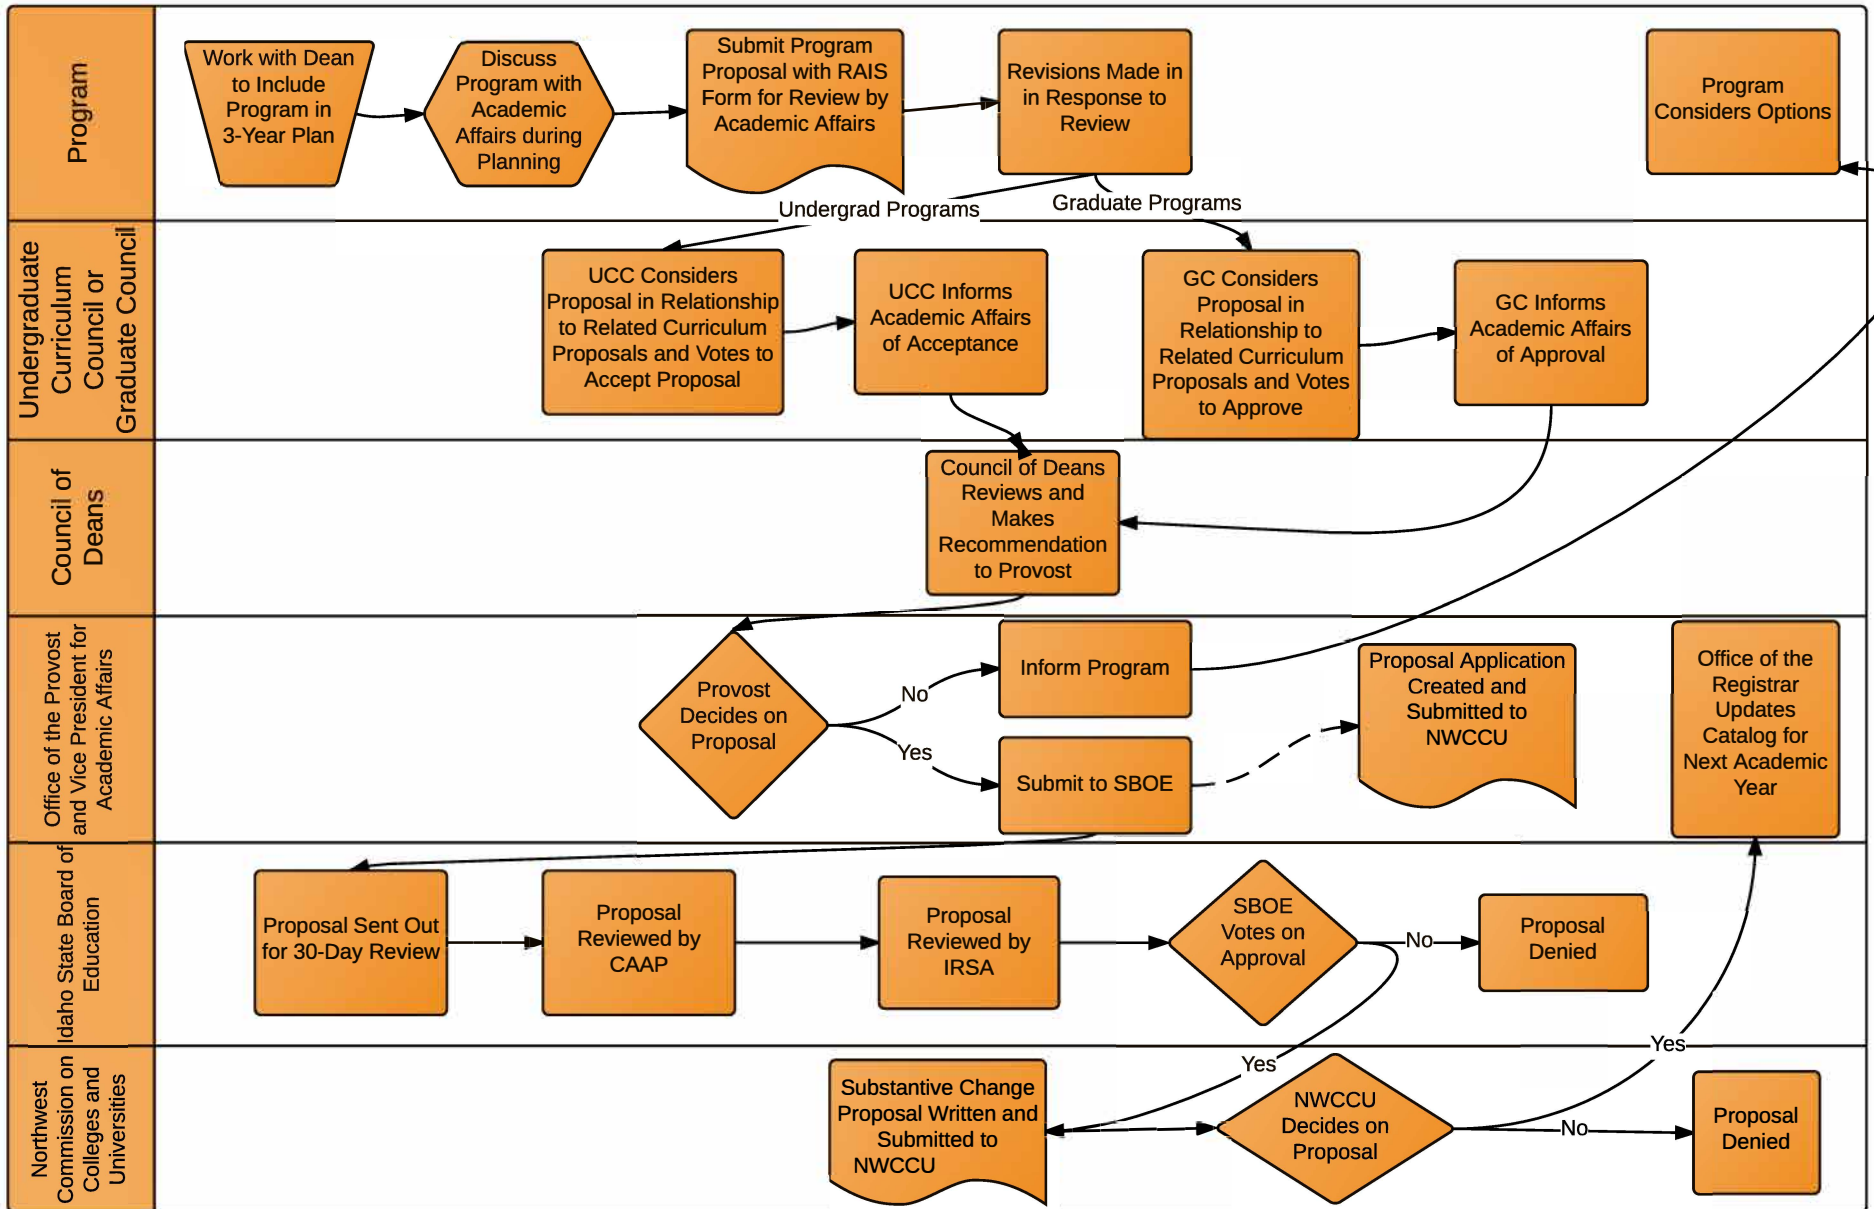 Program
Work with Dean
to Include
Program in
3-Year Plan
Discuss
Program with
Academic
Affairs during
Planning
Submit Program
Proposal with RAIS
Form for Review by
Academic Affairs
Revisions Made in
in Response to
Review
Program
Considers Options
Undergrad Programs
Graduate Programs
Undergraduate
Curriculum
Council or
Graduate Council
UCC Considers
Proposal in Relationship
to Related Curriculum
Proposals and Votes to
Accept Proposal
UCC Informs
Academic Affairs
of Acceptance
GC Considers
Proposal in
Relationship to
Related Curriculum
Proposals and Votes
to Approve
GC Informs
Academic Affairs
of Approval
Council of
Deans
Council of Deans
Reviews and
Makes
Recommendation
to Provost
Office of the Provost
and Vice President for
Academic Affairs
Provost
Decides on
Proposal
No
Yes
Inform Program
Submit to SBOE
Proposal Application
Created and
Submitted to
NWCCU
Office of the
Registrar
Updates
Catalog for
Next Academic
Year
Idaho State Board of
Education
Proposal Sent Out
for 30-Day Review
Proposal
Reviewed by
CAAP
Proposal
Reviewed by
IRSA
SBOE
Votes on
Approval
No
Proposal
Denied
Yes
Yes
Northwest
Commission on
Colleges and
Universities
Substantive Change
Proposal Written and
Submitted to
NWCCU
NWCCU
Decides on
Proposal
No
Proposal
Denied